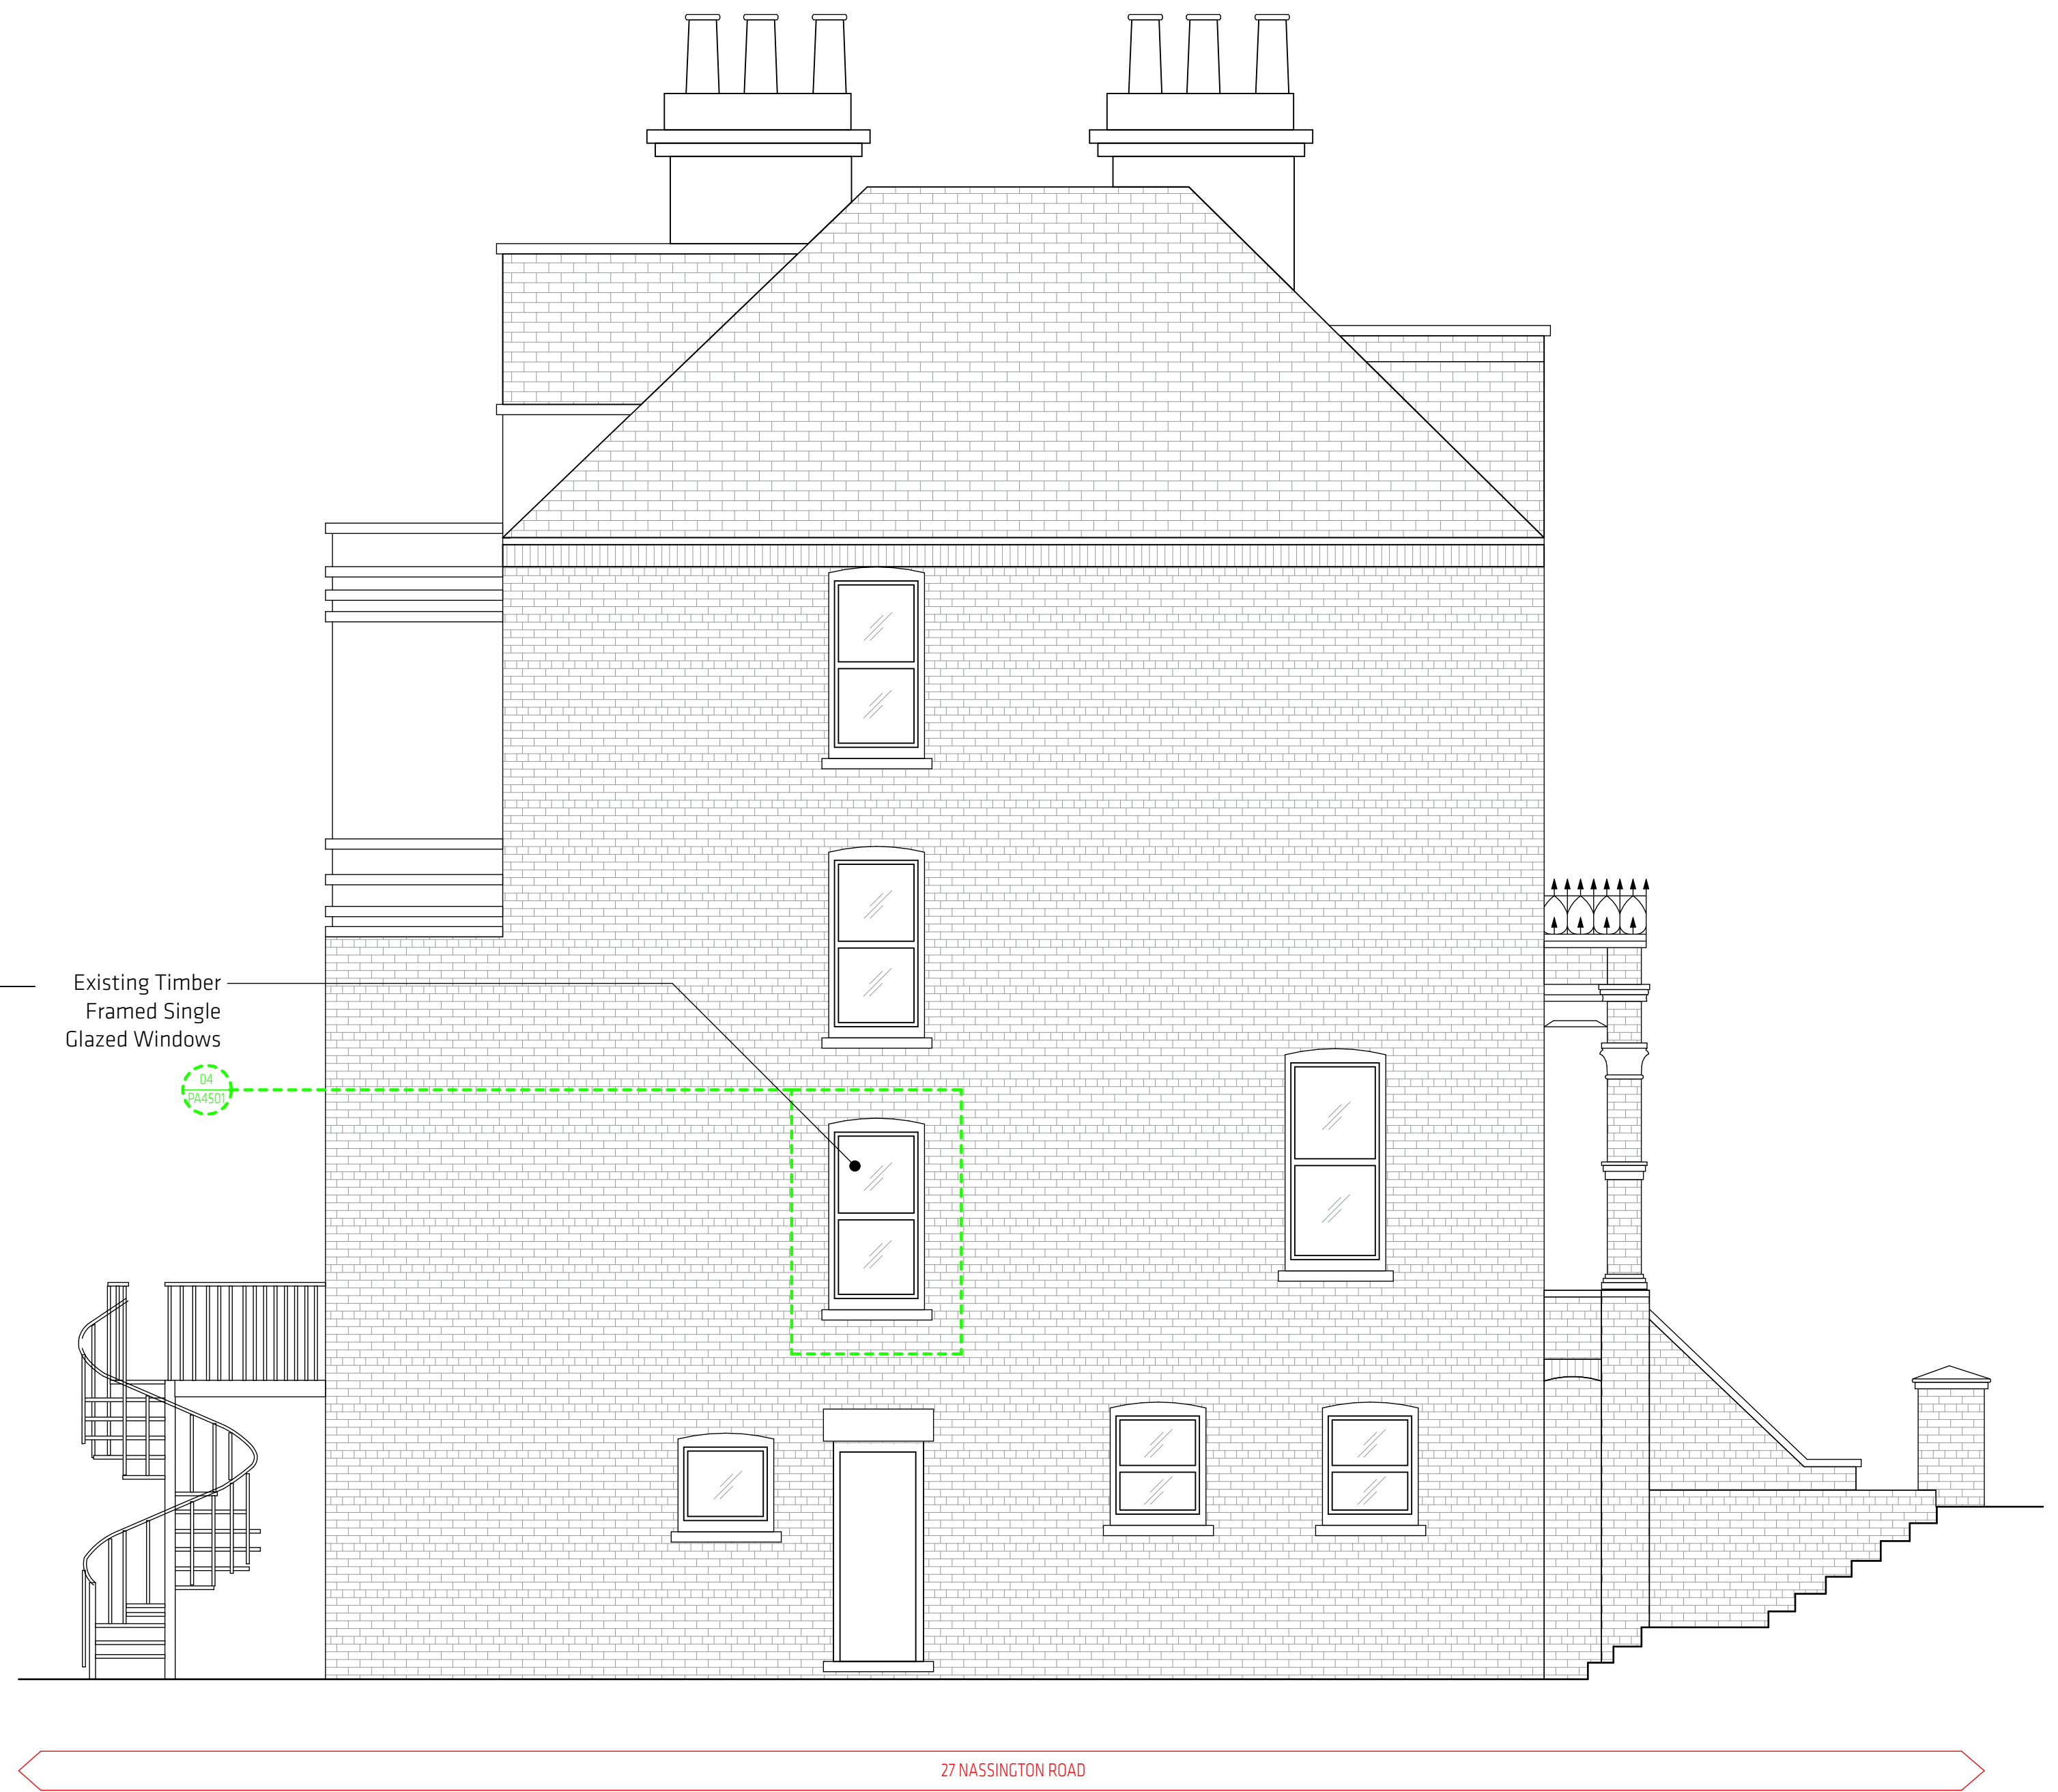 Existing Timber
Framed Single
Glazed Windows
04
PA4501
27 NASSINGTON ROAD